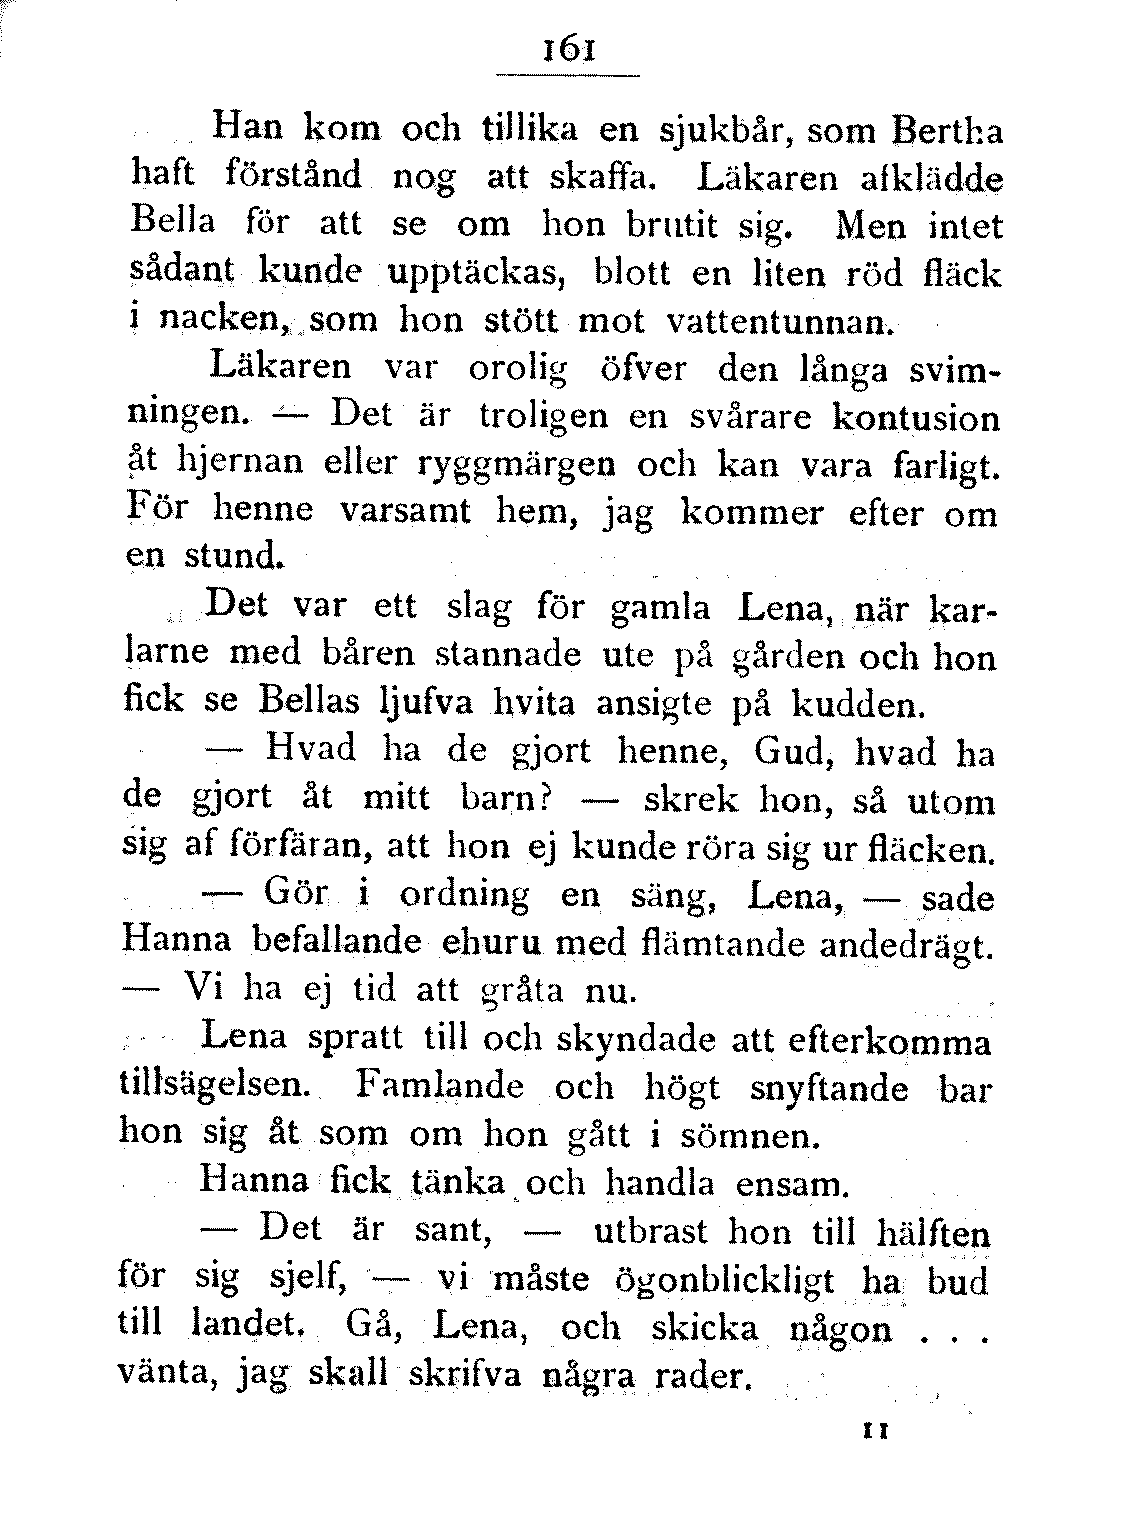 161
Han kom och tillika en sjukbår, som Bertha
haft förstånd nog att skaffa. Läkaren afklädde
Bella för att se om hon brutit sig. Men intet
sådant kunde upptäckas, blott en liten röd fläck
i nacken, som hon stött mot vattentunnan.
Läkaren var orolig öfver den långa svim-
ningen. — Det är troligen en svårare kontusion
åt hjernan eller ryggmärgen och kan vara farligt.
För henne varsamt hem, jag kommer efter om
en stund.
Det var ett slag för gamla Lena, när kar-
larne med båren stannade ute på gården och hon
fick se Bellas ljufva hvita ansigte på kudden.
— Hvad ha de gjort henne, Gud, hvad ha
de gjort åt mitt barn? — skrek hon, så utom
sig af förfäran, att hon ej kunde röra sig ur fläcken.
— Gör i ordning en säng, Lena, — sade
Hanna befallande ehuru med flämtande andedrägt.
— Vi ha ej tid att gråta nu.
Lena spratt till och skyndade att efterkomma
tillsägelsen. Famlande och högt snyftande bar
hon sig åt som om hon gått i sömnen.
Hanna fick tänka och handla ensam.
— Det är sant, — utbrast hon till hälften
för sig sjelf, — vi måste ögonblickligt ha bud
till landet. Gå, Lena, och skicka någon . . .
vänta, jag skall skrifva några rader.
11